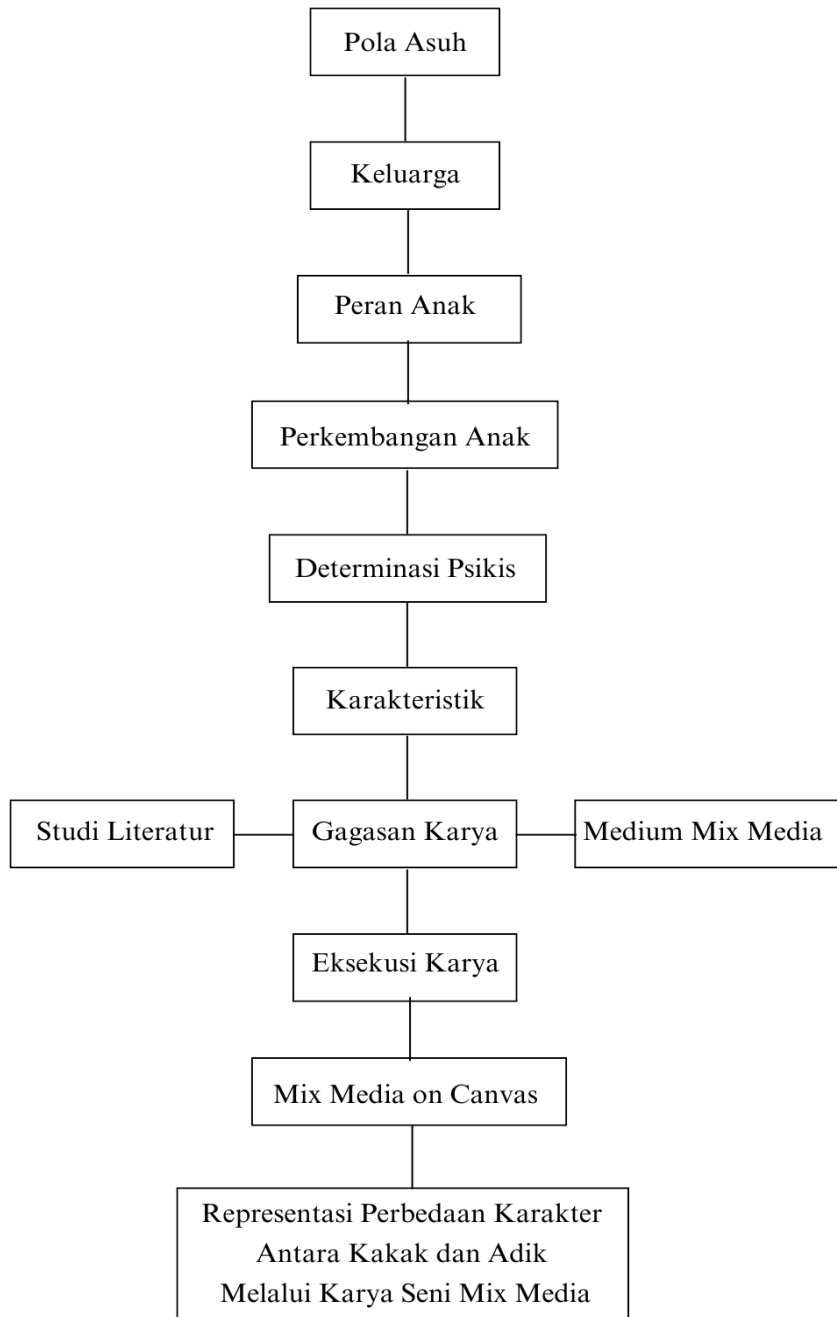 Pola Asuh
Keluarga
Peran Anak
Perkembangan Anak
Determinasi Psikis
Karakteristik
Studi Literatur
Gagasan Karya
Medium Mix Media
Eksekusi Karya
Mix Media on Canvas
Representasi Perbedaan Karakter
Antara Kakak dan Adik
Melalui Karya Seni Mix Media